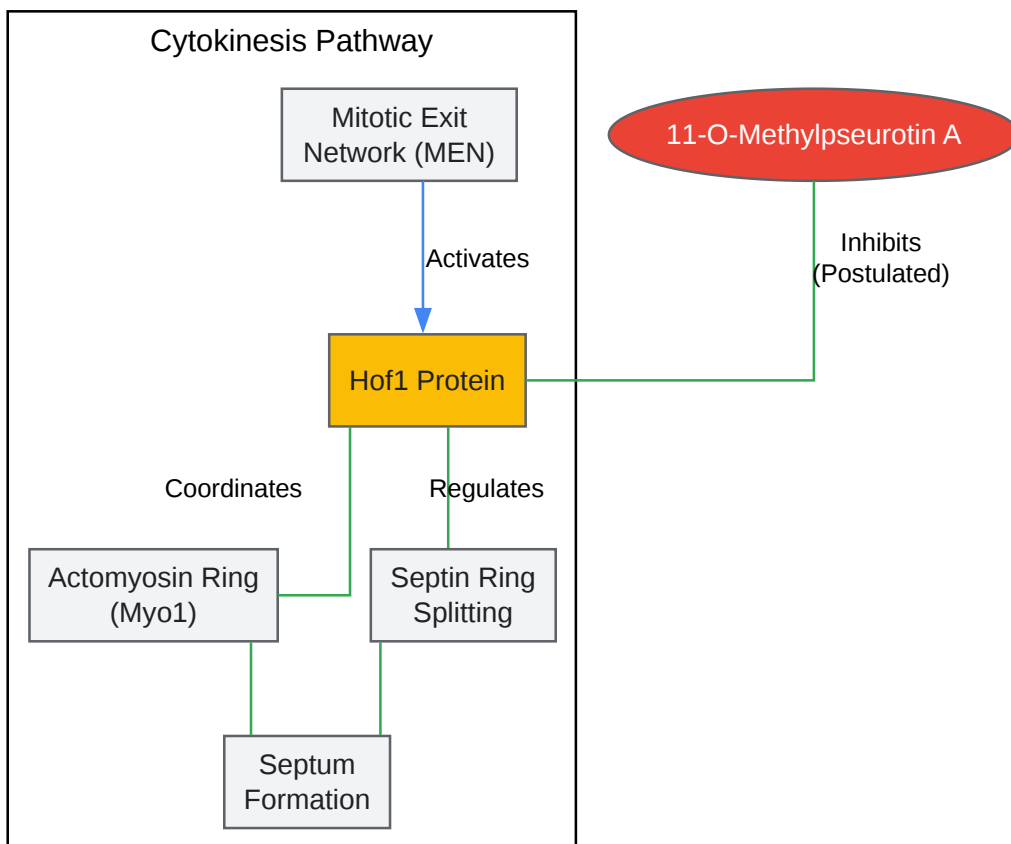 Cytokinesis Pathway
Mitotic Exit
Network (MEN)
11-O-Methylpseurotin A
Activates
Inhibits
(Postulated)
Hof1 Protein
Coordinates
Regulates
Actomyosin Ring
(Myo1)
Septin Ring
Splitting
Septum
Formation